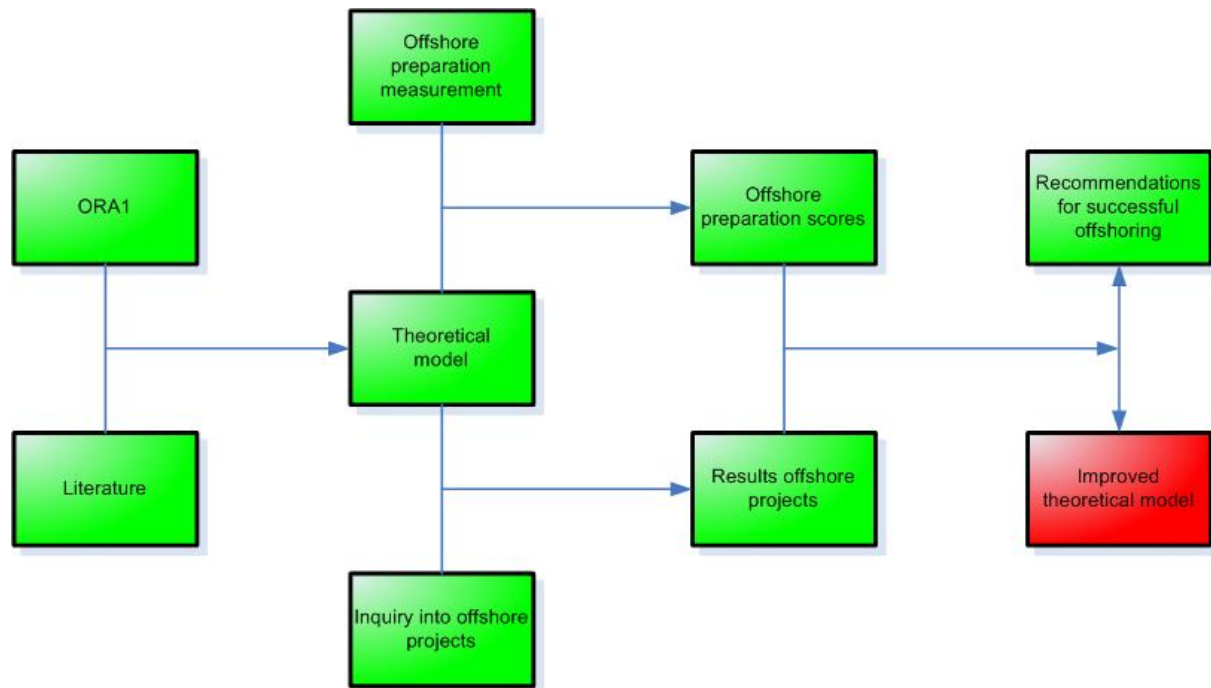 Offshore
preparation
measurement
ORA1
Offshore
preparation scores
Recommendations
for successful
offshoring
Theoretical
model
Literature
Results offshore
projects
Improved
theoretical model
Inquiry into offshore
projects